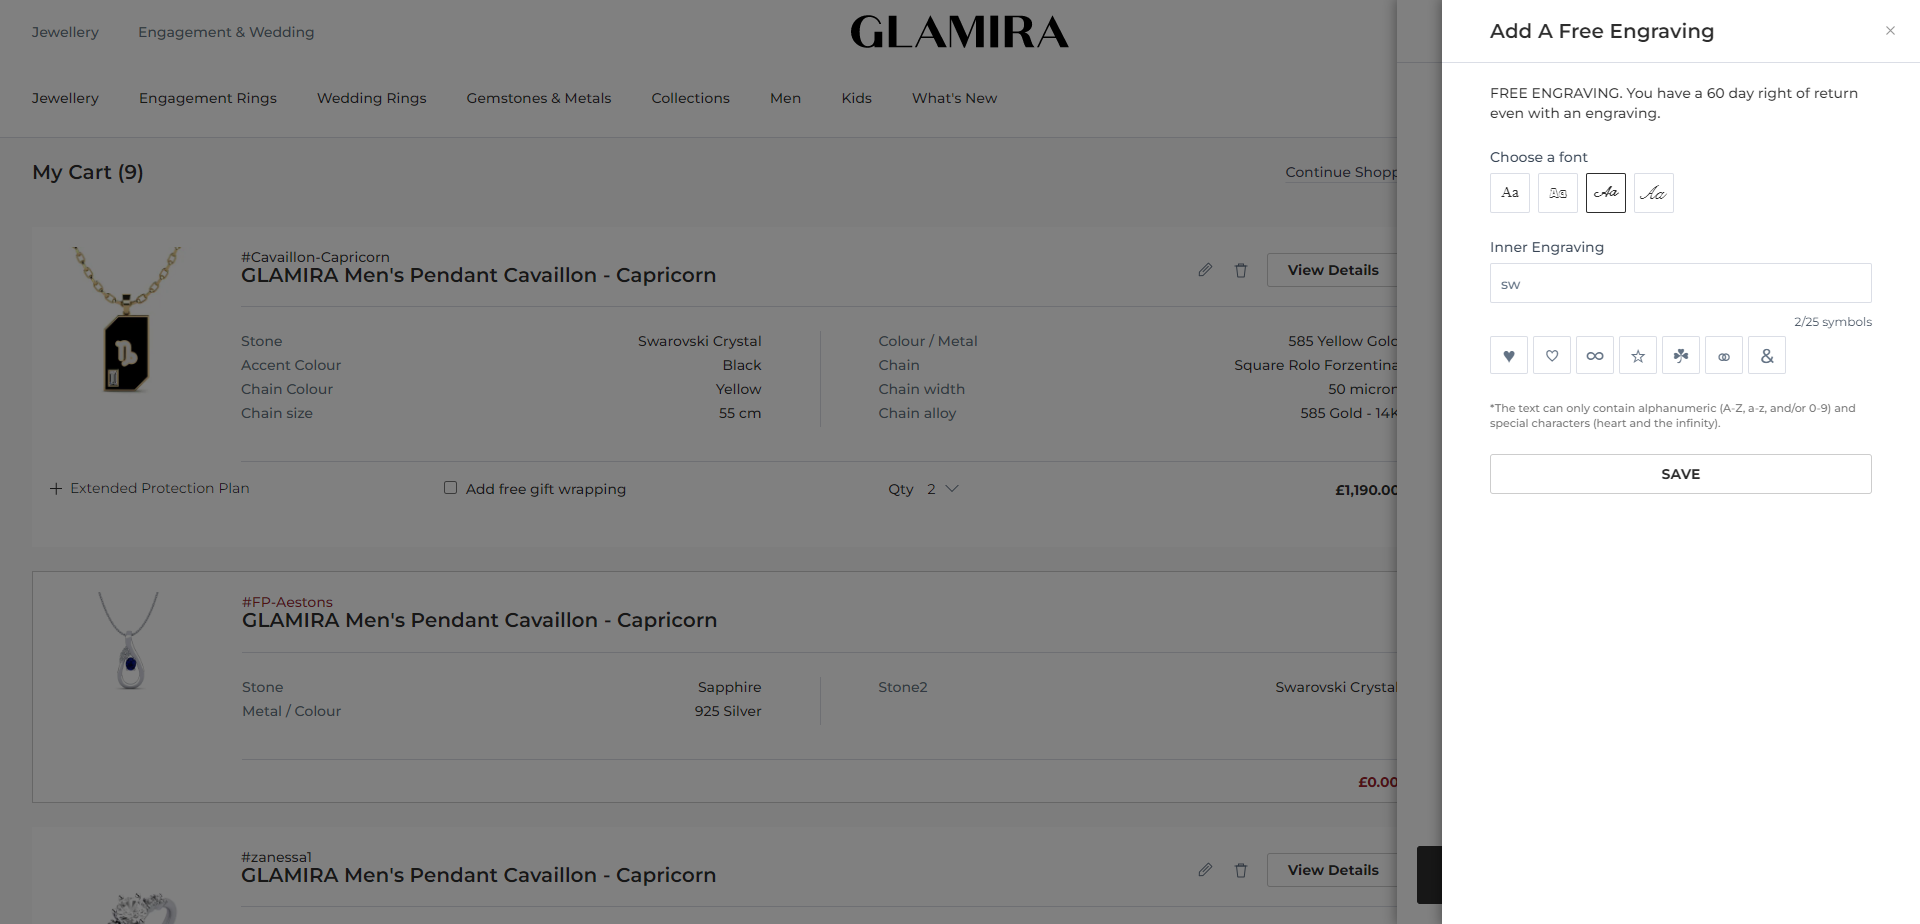 Jewellery
Engagement & Wedding
GLAMIRA
Jewellery
Engagement Rings
Wedding Rings
Gemstones & Metals
Collections
Men
Kids
What's New
My Cart (9)
Continue Shopp
#Cavaillon-Capricorn
GLAMIRA Men's Pendant Cavaillon - Capricorn
View Details
Stone Swarovski Crystal
Accent Colour Black
Chain Colour Yellow
Chain size 55 cm
Colour / Metal 585 Yellow Gold
Chain Square Rolo Forzentina
Chain width 50 micron
Chain alloy 585 Gold - 14K
Extended Protection Plan
Add free gift wrapping
Qty 2
£1,190.00
#FP-Aestons
GLAMIRA Men's Pendant Cavaillon - Capricorn
Stone Sapphire
Metal / Colour 925 Silver
Stone2 Swarovski Crystal
£0.00
#zanessa1
GLAMIRA Men's Pendant Cavaillon - Capricorn
View Details
Add A Free Engraving
×
FREE ENGRAVING. You have a 60 day right of return
even with an engraving.
Choose a font
Aa Aa Aa Aa
Inner Engraving
sw
2/25 symbols
♥ ♡ ∞ ☆ ☘ ⚭ &
*The text can only contain alphanumeric (A-Z, a-z, and/or 0-9) and
special characters (heart and the infinity).
SAVE